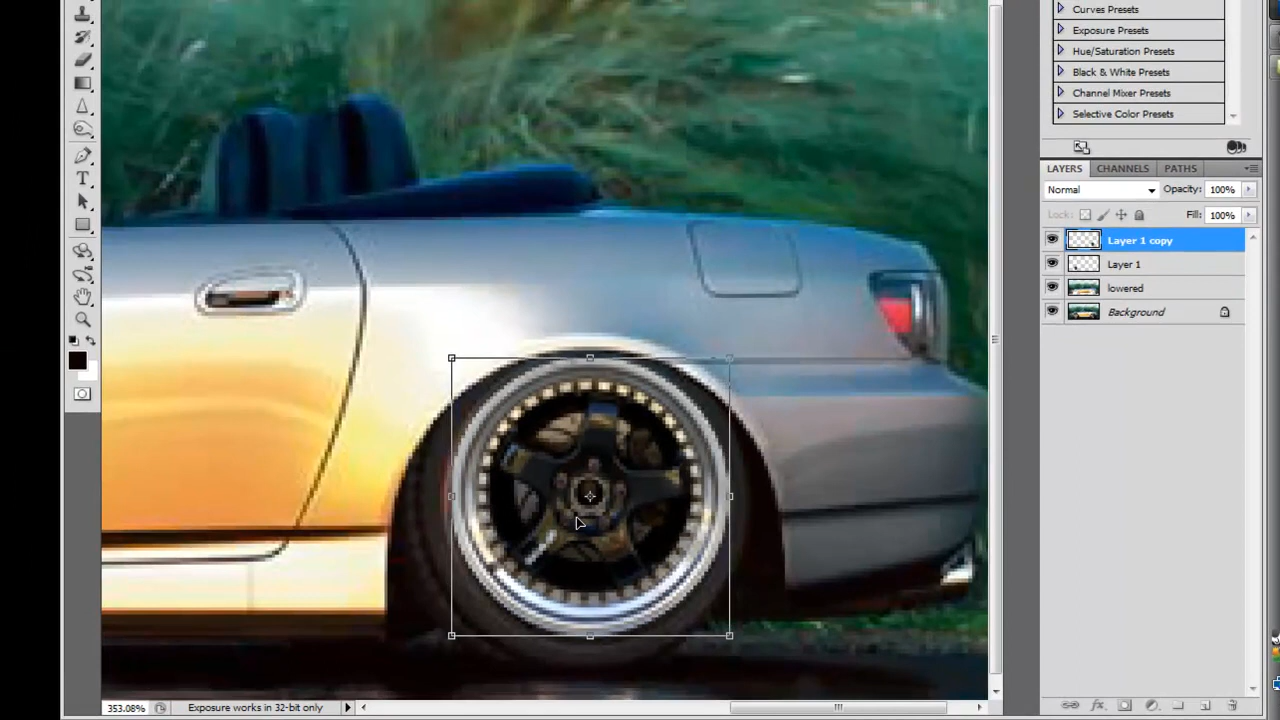 Curves Presets
Exposure Presets
Hue/Saturation Presets
Black & White Presets
Channel Mixer Presets
Selective Color Presets
LAYERS CHANNELS PATHS
Normal Opacity: 100%
Lock: Fill: 100%
Layer 1 copy
Layer 1
lowered
Background
353.08% Exposure works in 32-bit only